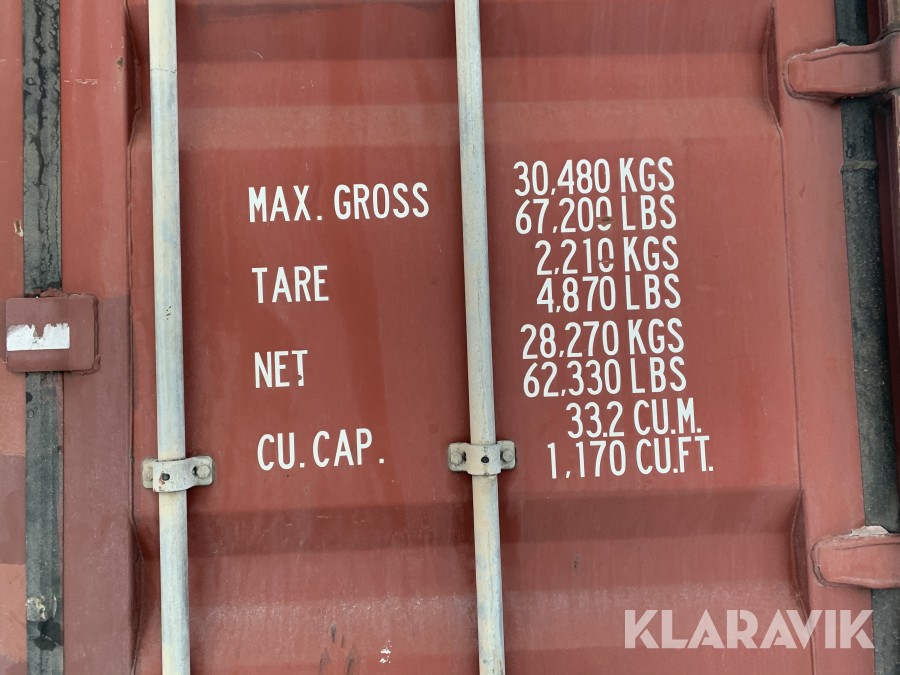 MAX. GROSS 30,480 KGS
67,200 LBS
TARE 2,210 KGS
4,870 LBS
NET 28,270 KGS
62,330 LBS
CU. CAP. 33.2 CU.M.
1,170 CU.FT.
KLARAVIK